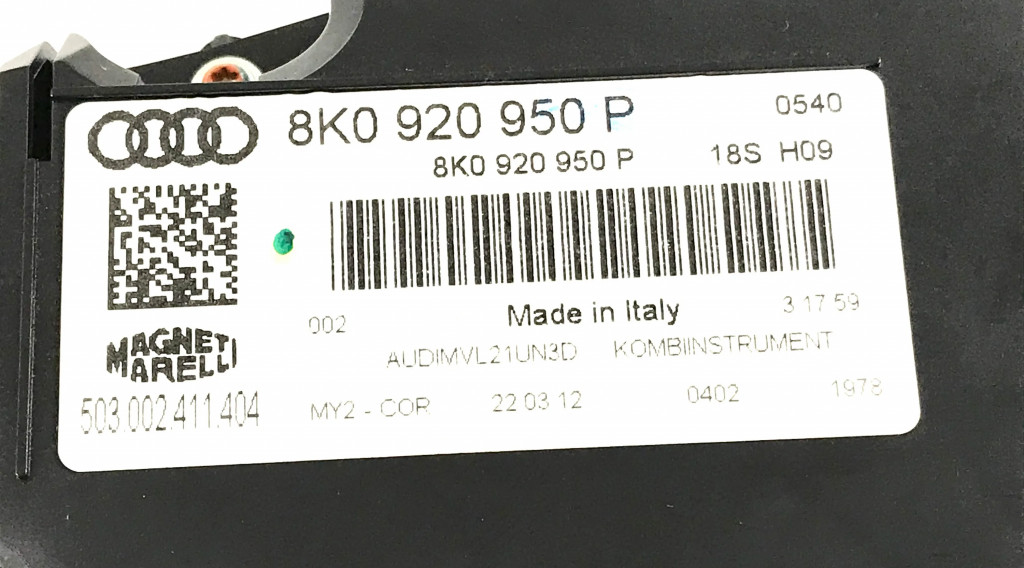 8K0 920 950 P 0540
8K0 920 950 P 18S H09
002 Made in Italy 3 17 59
AUDIMVL21UN3D KOMBIINSTRUMENT
MAGNETI
MARELLI
503.002.411.404 MY2 - COR 22 03 12 0402 1978